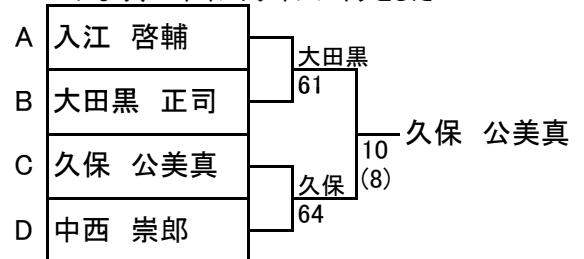 A 入江 啓輔
大田黒
61
B 大田黒 正司
久保 公美真
10
(8)
C 久保 公美真
久保
64
D 中西 崇郎